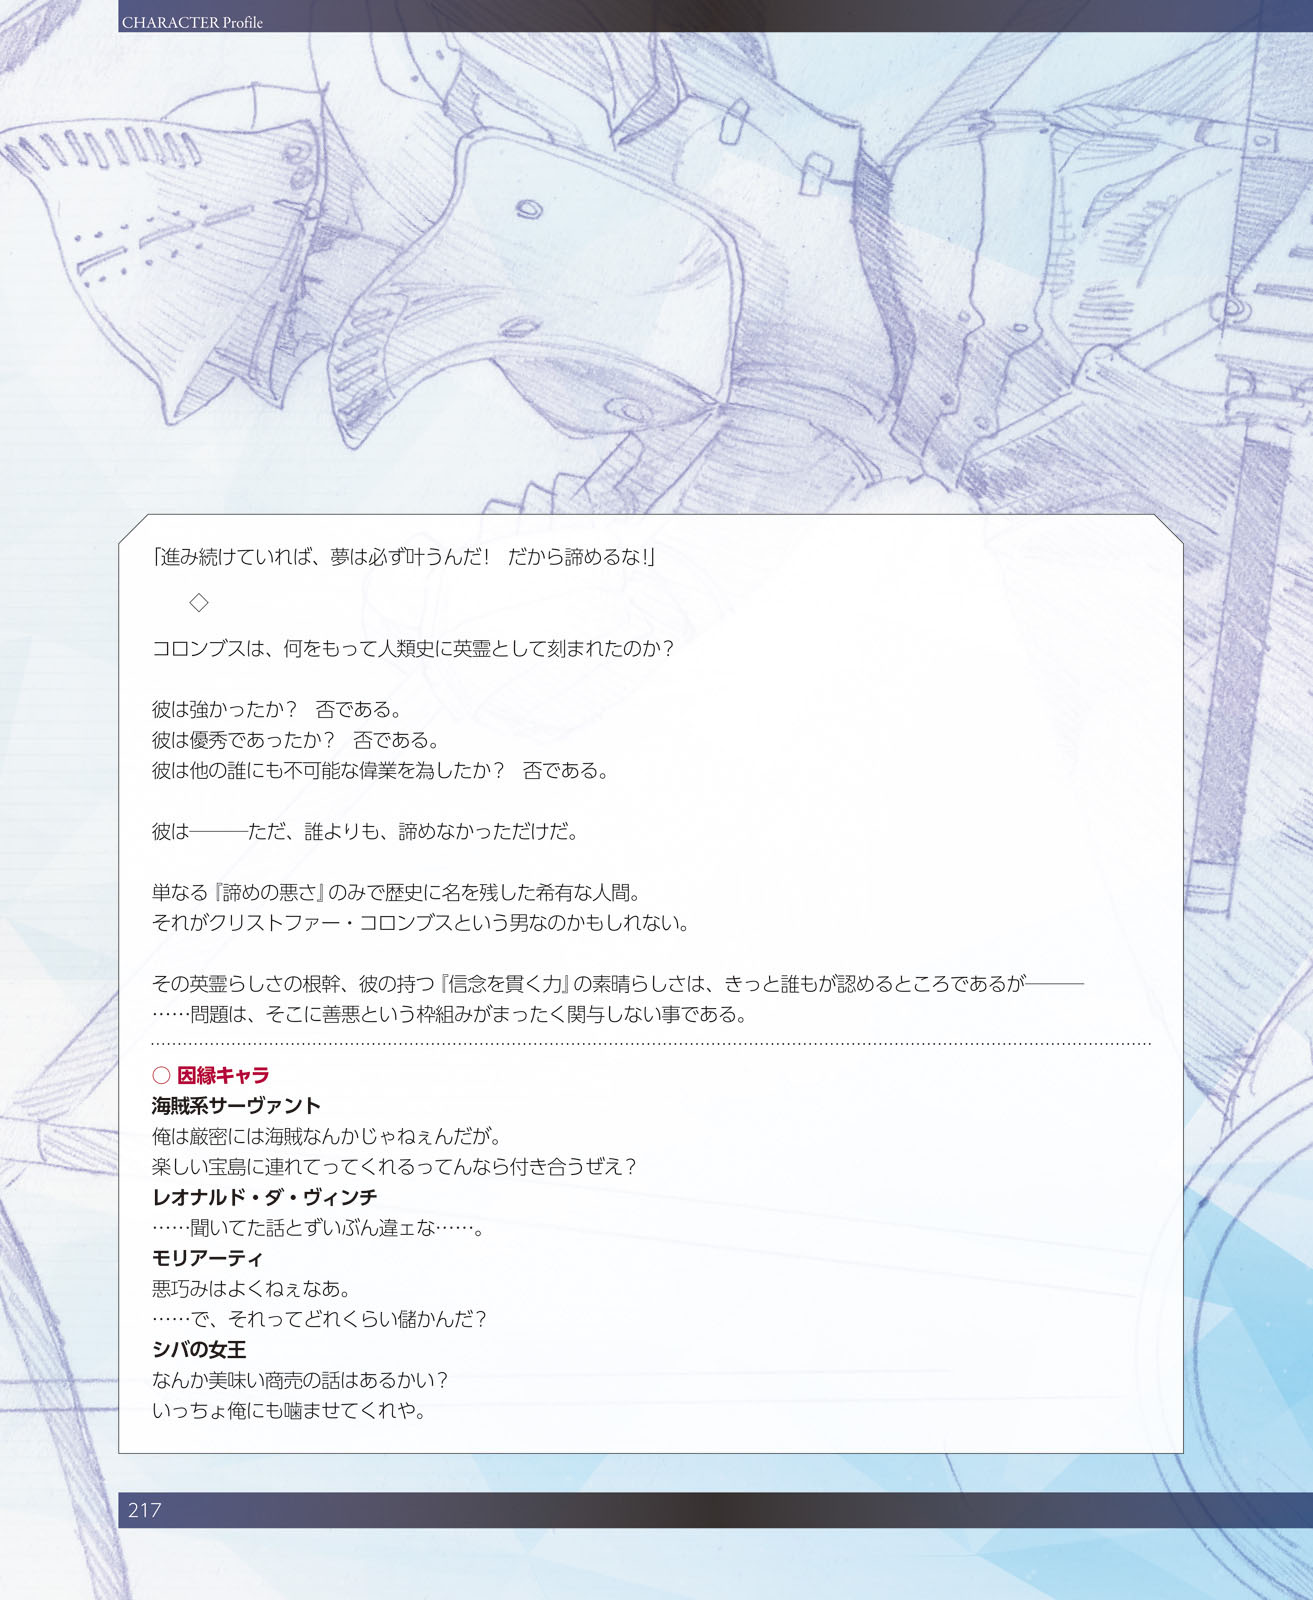 CHARACTER Profile
「進み続けていれば、夢は必ず叶うんだ！　だから諦めるな！」
◇
コロンブスは、何をもって人類史に英霊として刻まれたのか？
彼は強かったか？　否である。
彼は優秀であったか？　否である。
彼は他の誰にも不可能な偉業を為したか？　否である。
彼は―――ただ、誰よりも、諦めなかっただけだ。
単なる『諦めの悪さ』のみで歴史に名を残した希有な人間。
それがクリストファー・コロンブスという男なのかもしれない。
その英霊らしさの根幹、彼の持つ『信念を貫く力』の素晴らしさは、きっと誰もが認めるところであるが―――
……問題は、そこに善悪という枠組みがまったく関与しない事である。
○ 因縁キャラ
海賊系サーヴァント
俺は厳密には海賊なんかじゃねぇんだが。
楽しい宝島に連れてってくれるってんなら付き合うぜえ？
レオナルド・ダ・ヴィンチ
……聞いてた話とずいぶん違ェな……。
モリアーティ
悪巧みはよくねぇなあ。
……で、それってどれくらい儲かんだ？
シバの女王
なんか美味い商売の話はあるかい？
いっちょ俺にも噛ませてくれや。
217